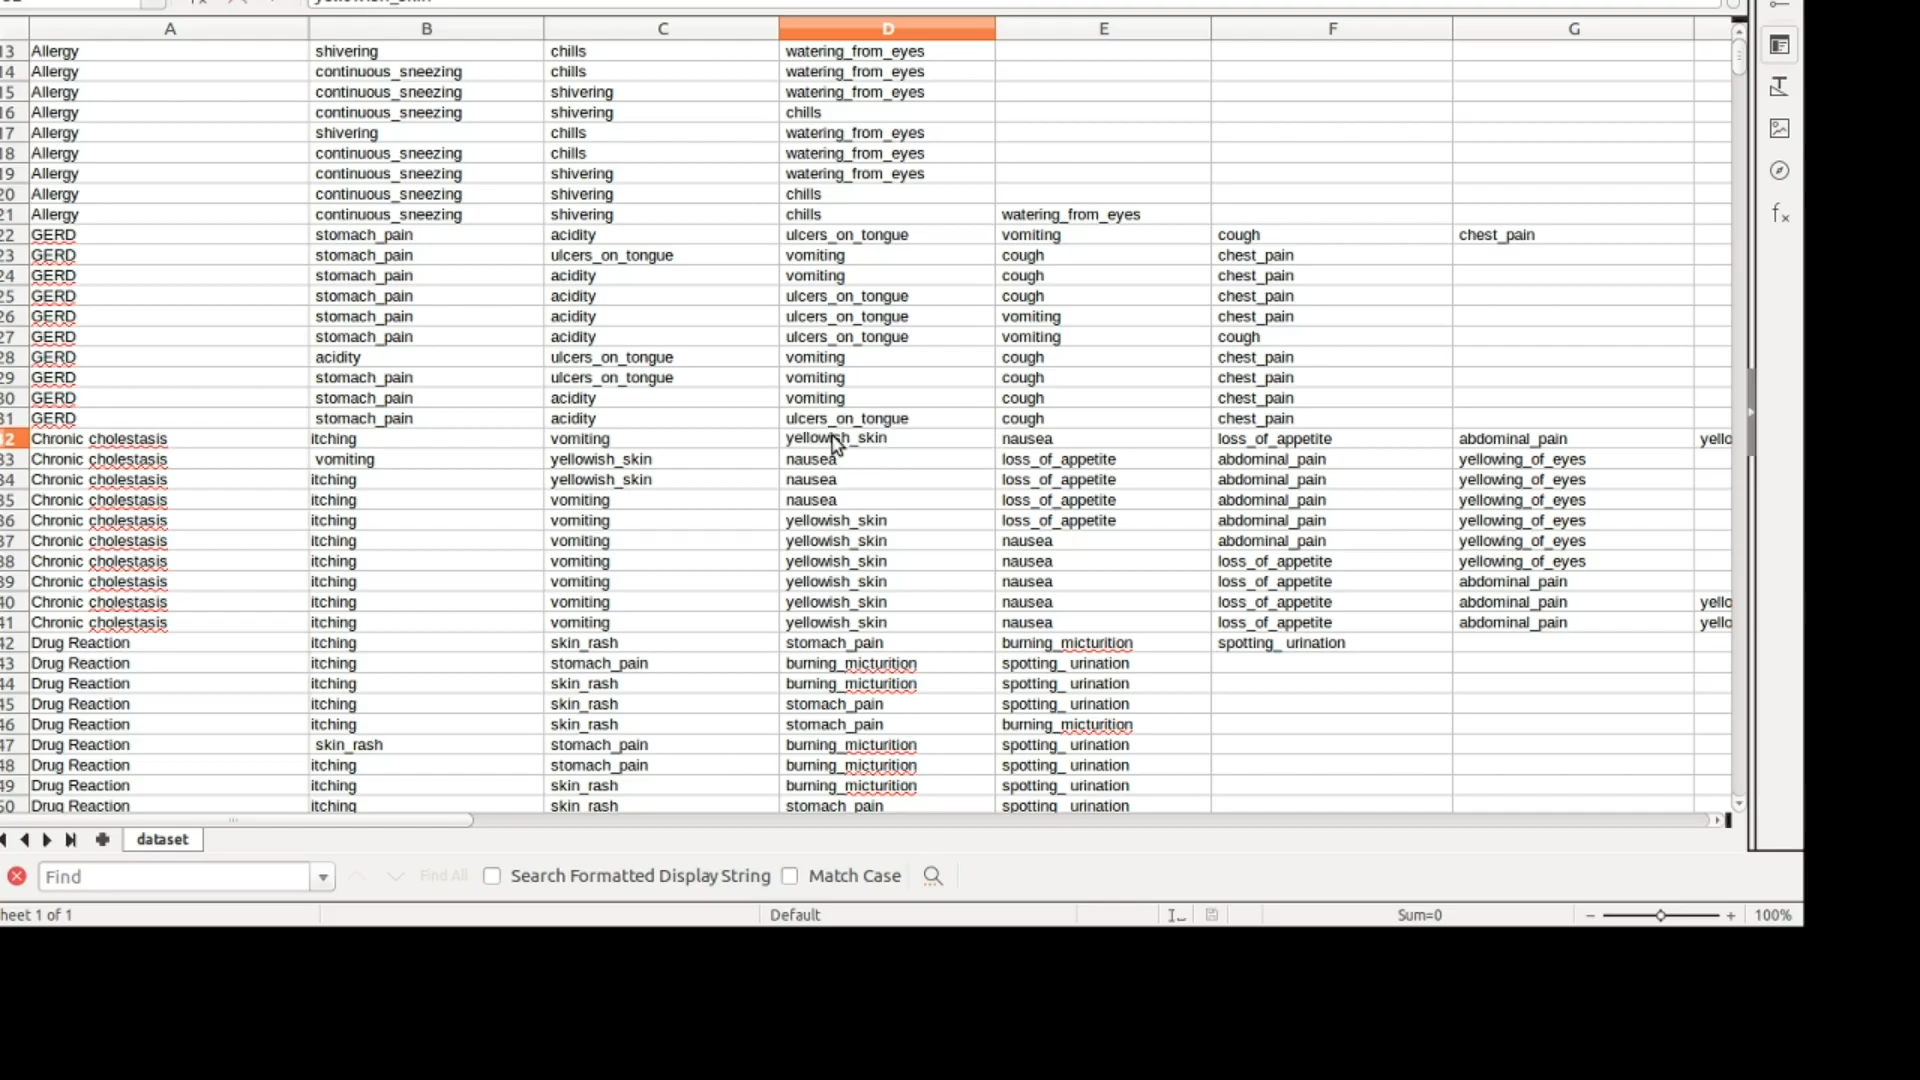 yellowish_skin
A B C D E F G
13 Allergy shivering chills watering_from_eyes
14 Allergy continuous_sneezing chills watering_from_eyes
15 Allergy continuous_sneezing shivering watering_from_eyes
16 Allergy continuous_sneezing shivering chills
17 Allergy shivering chills watering_from_eyes
18 Allergy continuous_sneezing chills watering_from_eyes
19 Allergy continuous_sneezing shivering watering_from_eyes
20 Allergy continuous_sneezing shivering chills
21 Allergy continuous_sneezing shivering chills watering_from_eyes
22 GERD stomach_pain acidity ulcers_on_tongue vomiting cough chest_pain
23 GERD stomach_pain ulcers_on_tongue vomiting cough chest_pain
24 GERD stomach_pain acidity vomiting cough chest_pain
25 GERD stomach_pain acidity ulcers_on_tongue cough chest_pain
26 GERD stomach_pain acidity ulcers_on_tongue vomiting chest_pain
27 GERD stomach_pain acidity ulcers_on_tongue vomiting cough
28 GERD acidity ulcers_on_tongue vomiting cough chest_pain
29 GERD stomach_pain ulcers_on_tongue vomiting cough chest_pain
30 GERD stomach_pain acidity vomiting cough chest_pain
31 GERD stomach_pain acidity ulcers_on_tongue cough chest_pain
32 Chronic cholestasis itching vomiting yellowish_skin nausea loss_of_appetite abdominal_pain yello
33 Chronic cholestasis vomiting yellowish_skin nausea loss_of_appetite abdominal_pain yellowing_of_eyes
34 Chronic cholestasis itching yellowish_skin nausea loss_of_appetite abdominal_pain yellowing_of_eyes
35 Chronic cholestasis itching vomiting nausea loss_of_appetite abdominal_pain yellowing_of_eyes
36 Chronic cholestasis itching vomiting yellowish_skin loss_of_appetite abdominal_pain yellowing_of_eyes
37 Chronic cholestasis itching vomiting yellowish_skin nausea abdominal_pain yellowing_of_eyes
38 Chronic cholestasis itching vomiting yellowish_skin nausea loss_of_appetite yellowing_of_eyes
39 Chronic cholestasis itching vomiting yellowish_skin nausea loss_of_appetite abdominal_pain
40 Chronic cholestasis itching vomiting yellowish_skin nausea loss_of_appetite abdominal_pain yello
41 Chronic cholestasis itching vomiting yellowish_skin nausea loss_of_appetite abdominal_pain yello
42 Drug Reaction itching skin_rash stomach_pain burning_micturition spotting_ urination
43 Drug Reaction itching stomach_pain burning_micturition spotting_ urination
44 Drug Reaction itching skin_rash burning_micturition spotting_ urination
45 Drug Reaction itching skin_rash stomach_pain spotting_ urination
46 Drug Reaction itching skin_rash stomach_pain burning_micturition
47 Drug Reaction skin_rash stomach_pain burning_micturition spotting_ urination
48 Drug Reaction itching stomach_pain burning_micturition spotting_ urination
49 Drug Reaction itching skin_rash burning_micturition spotting_ urination
50 Drug Reaction itching skin_rash stomach_pain spotting_ urination
dataset
Find Find All Search Formatted Display String Match Case
heet 1 of 1 Default Sum=0 100%